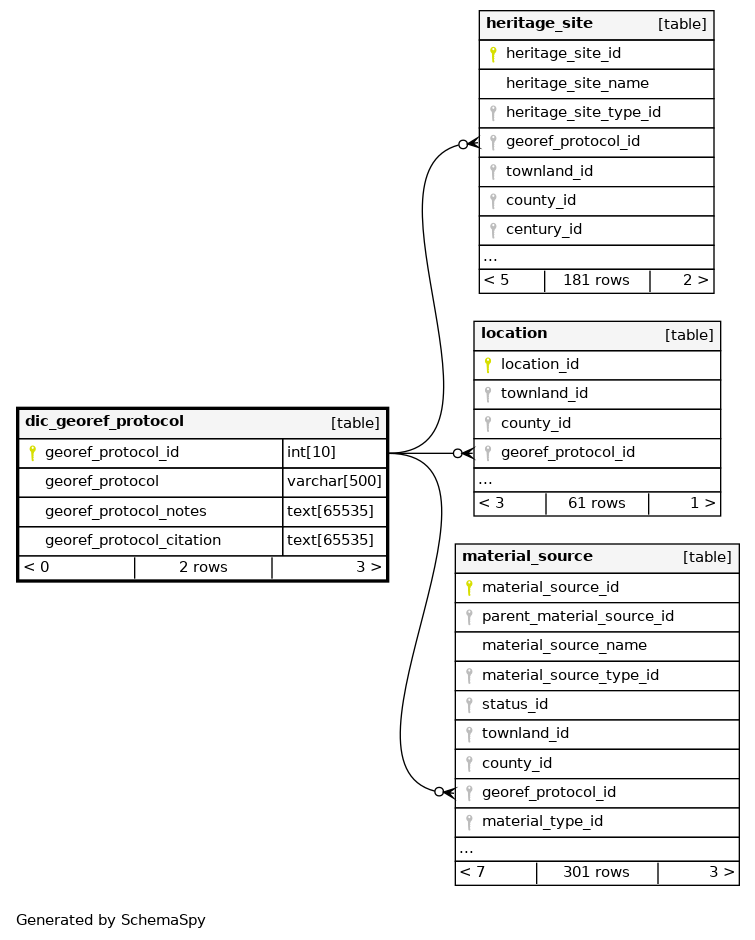 heritage_site [table]
heritage_site_id
heritage_site_name
heritage_site_type_id
georef_protocol_id
townland_id
county_id
century_id
...
< 5 181 rows 2 >
location [table]
location_id
townland_id
county_id
georef_protocol_id
...
< 3 61 rows 1 >
dic_georef_protocol [table]
georef_protocol_id int[10]
georef_protocol varchar[500]
georef_protocol_notes text[65535]
georef_protocol_citation text[65535]
< 0 2 rows 3 >
material_source [table]
material_source_id
parent_material_source_id
material_source_name
material_source_type_id
status_id
townland_id
county_id
georef_protocol_id
material_type_id
...
< 7 301 rows 3 >
Generated by SchemaSpy